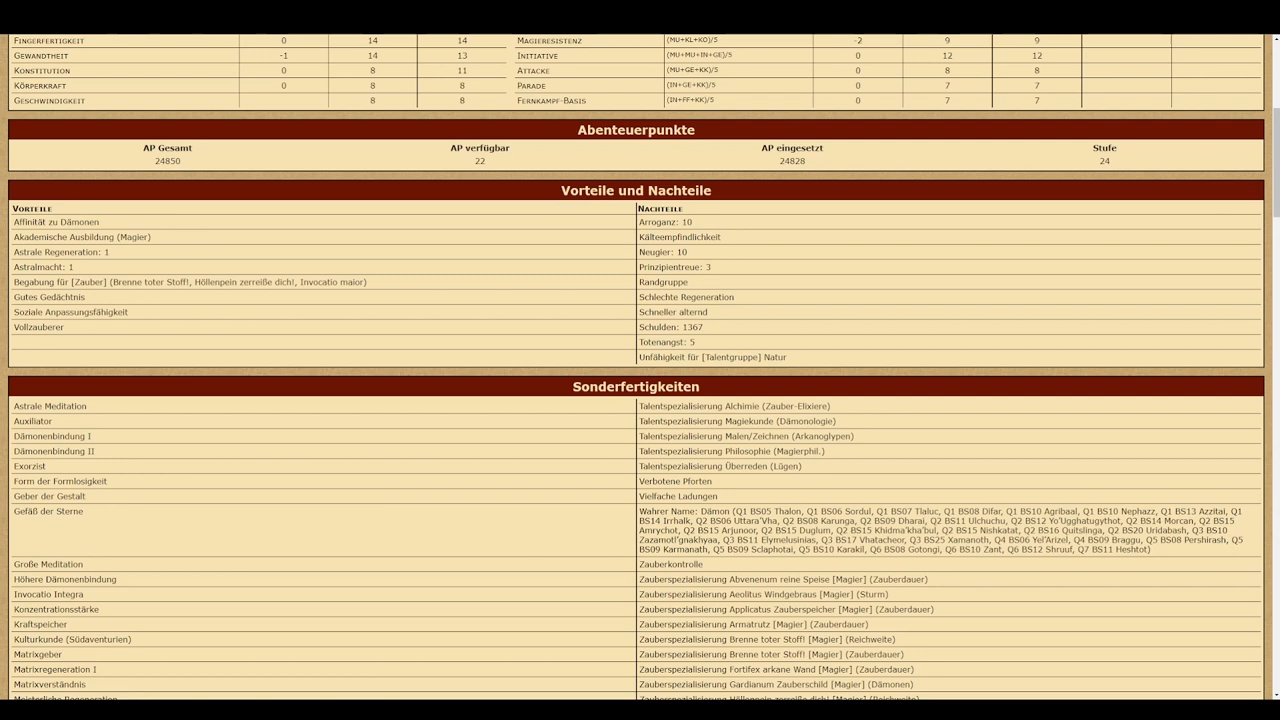 FINGERFERTIGKEIT 0 14 14 MAGIERESISTENZ (MU+KL+KO)/5 -2 9 9
GEWANDTHEIT -1 14 13 INITIATIVE (MU+MU+IN+GE)/5 0 12 12
KONSTITUTION 0 8 11 ATTACKE (MU+GE+KK)/5 0 8 8
KÖRPERKRAFT 0 8 8 PARADE (IN+GE+KK)/5 0 7 7
GESCHWINDIGKEIT 8 8 FERNKAMPF-BASIS (IN+FF+KK)/5 0 7 7
Abenteuerpunkte
AP Gesamt AP verfügbar AP eingesetzt Stufe
24850 22 24828 24
Vorteile und Nachteile
VORTEILE NACHTEILE
Affinität zu Dämonen Arroganz: 10
Akademische Ausbildung (Magier) Kälteempfindlichkeit
Astrale Regeneration: 1 Neugier: 10
Astralmacht: 1 Prinzipientreue: 3
Begabung für [Zauber] (Brenne toter Stoff!, Höllenpein zerreiße dich!, Invocatio maior) Randgruppe
Gutes Gedächtnis Schlechte Regeneration
Soziale Anpassungsfähigkeit Schneller alternd
Vollzauberer Schulden: 1367
Totenangst: 5
Unfähigkeit für [Talentgruppe] Natur
Sonderfertigkeiten
Astrale Meditation Talentspezialisierung Alchimie (Zauber-Elixiere)
Auxiliator Talentspezialisierung Magiekunde (Dämonologie)
Dämonenbindung I Talentspezialisierung Malen/Zeichnen (Arkanoglypen)
Dämonenbindung II Talentspezialisierung Philosophie (Magierphil.)
Exorzist Talentspezialisierung Überreden (Lügen)
Form der Formlosigkeit Verbotene Pforten
Geber der Gestalt Vielfache Ladungen
Gefäß der Sterne Wahrer Name: Dämon (Q1 BS05 Thalon, Q1 BS06 Sordul, Q1 BS07 Tlaluc, Q1 BS08 Difar, Q1 BS10 Agribaal, Q1 BS10 Nephazz, Q1 BS13 Azzitai, Q1
BS14 Irrhalk, Q2 BS06 Uttara'Vha, Q2 BS08 Karunga, Q2 BS09 Dharai, Q2 BS11 Ulchuchu, Q2 BS12 Yo'Ugghatugythot, Q2 BS14 Morcan, Q2 BS15
Amrychot, Q2 BS15 Arjunoor, Q2 BS15 Duglum, Q2 BS15 Khidma'kha'bul, Q2 BS15 Nishkatat, Q2 BS16 Quitslinga, Q2 BS20 Uridabash, Q3 BS10
Zazamotl'gnakhyaa, Q3 BS11 Elymelusinias, Q3 BS17 Vhatacheor, Q3 BS25 Xamanoth, Q4 BS06 Yel'Arizel, Q4 BS09 Braggu, Q5 BS08 Pershirash, Q5
BS09 Karmanath, Q5 BS09 Sclaphotai, Q5 BS10 Karakil, Q6 BS08 Gotongi, Q6 BS10 Zant, Q6 BS12 Shruuf, Q7 BS11 Heshtot)
Große Meditation Zauberkontrolle
Höhere Dämonenbindung Zauberspezialisierung Abvenenum reine Speise [Magier] (Zauberdauer)
Invocatio Integra Zauberspezialisierung Aeolitus Windgebraus [Magier] (Sturm)
Konzentrationsstärke Zauberspezialisierung Applicatus Zauberspeicher [Magier] (Zauberdauer)
Kraftspeicher Zauberspezialisierung Armatrutz [Magier] (Zauberdauer)
Kulturkunde (Südaventurien) Zauberspezialisierung Brenne toter Stoff! [Magier] (Reichweite)
Matrixgeber Zauberspezialisierung Brenne toter Stoff! [Magier] (Zauberdauer)
Matrixregeneration I Zauberspezialisierung Fortifex arkane Wand [Magier] (Zauberdauer)
Matrixverständnis Zauberspezialisierung Gardianum Zauberschild [Magier] (Dämonen)
Meisterliche Regeneration Zauberspezialisierung Höllenpein zerreiße dich! [Magier] (Reichweite)